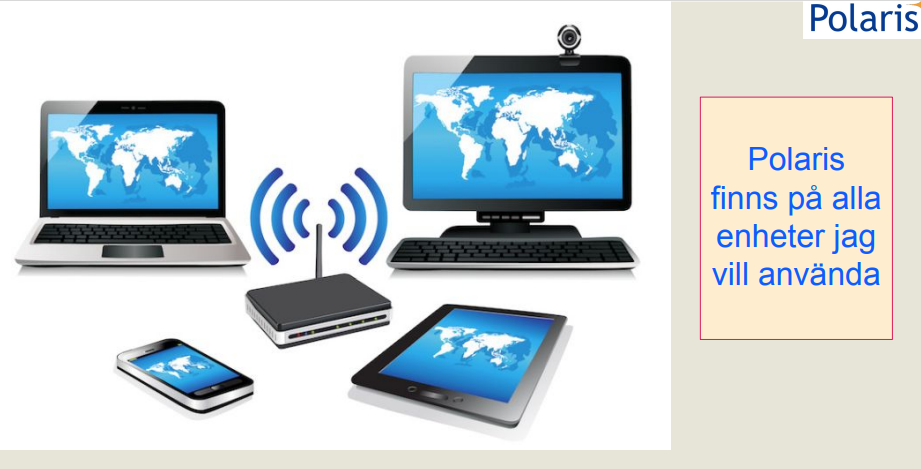 Polaris
Polaris
finns på alla
enheter jag
vill använda